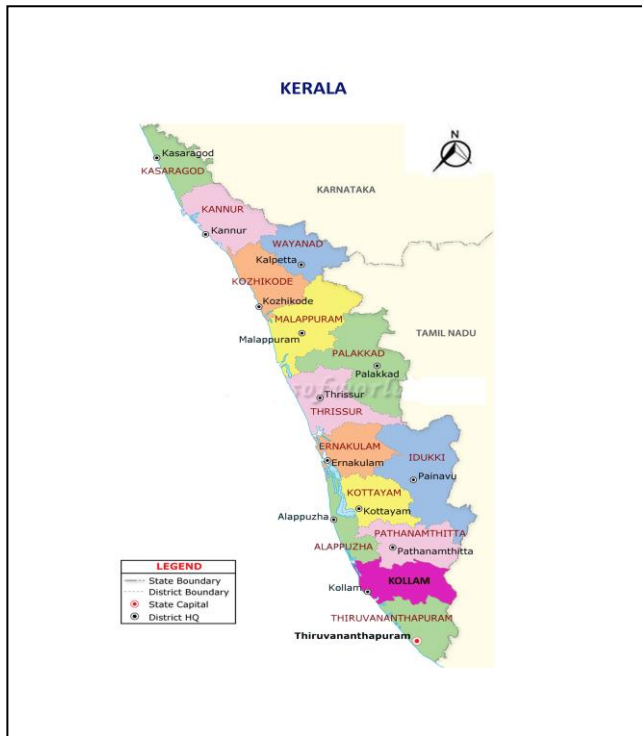 KERALA
N
Kasaragod
KASARAGOD
KARNATAKA
KANNUR
Kannur
WAYANAD
Kalpetta
KOZHIKODE
Kozhikode
MALAPPURAM
Malappuram
TAMIL NADU
PALAKKAD
Palakkad
Thrissur
THRISSUR
ERNAKULAM
Ernakulam
IDUKKI
Painavu
KOTTAYAM
Kottayam
Alappuzha
PATHANAMTHITTA
ALAPPUZHA
Pathanamthitta
KOLLAM
Kollam
THIRUVANANTHAPURAM
Thiruvananthapuram
LEGEND
State Boundary
District Boundary
State Capital
District HQ